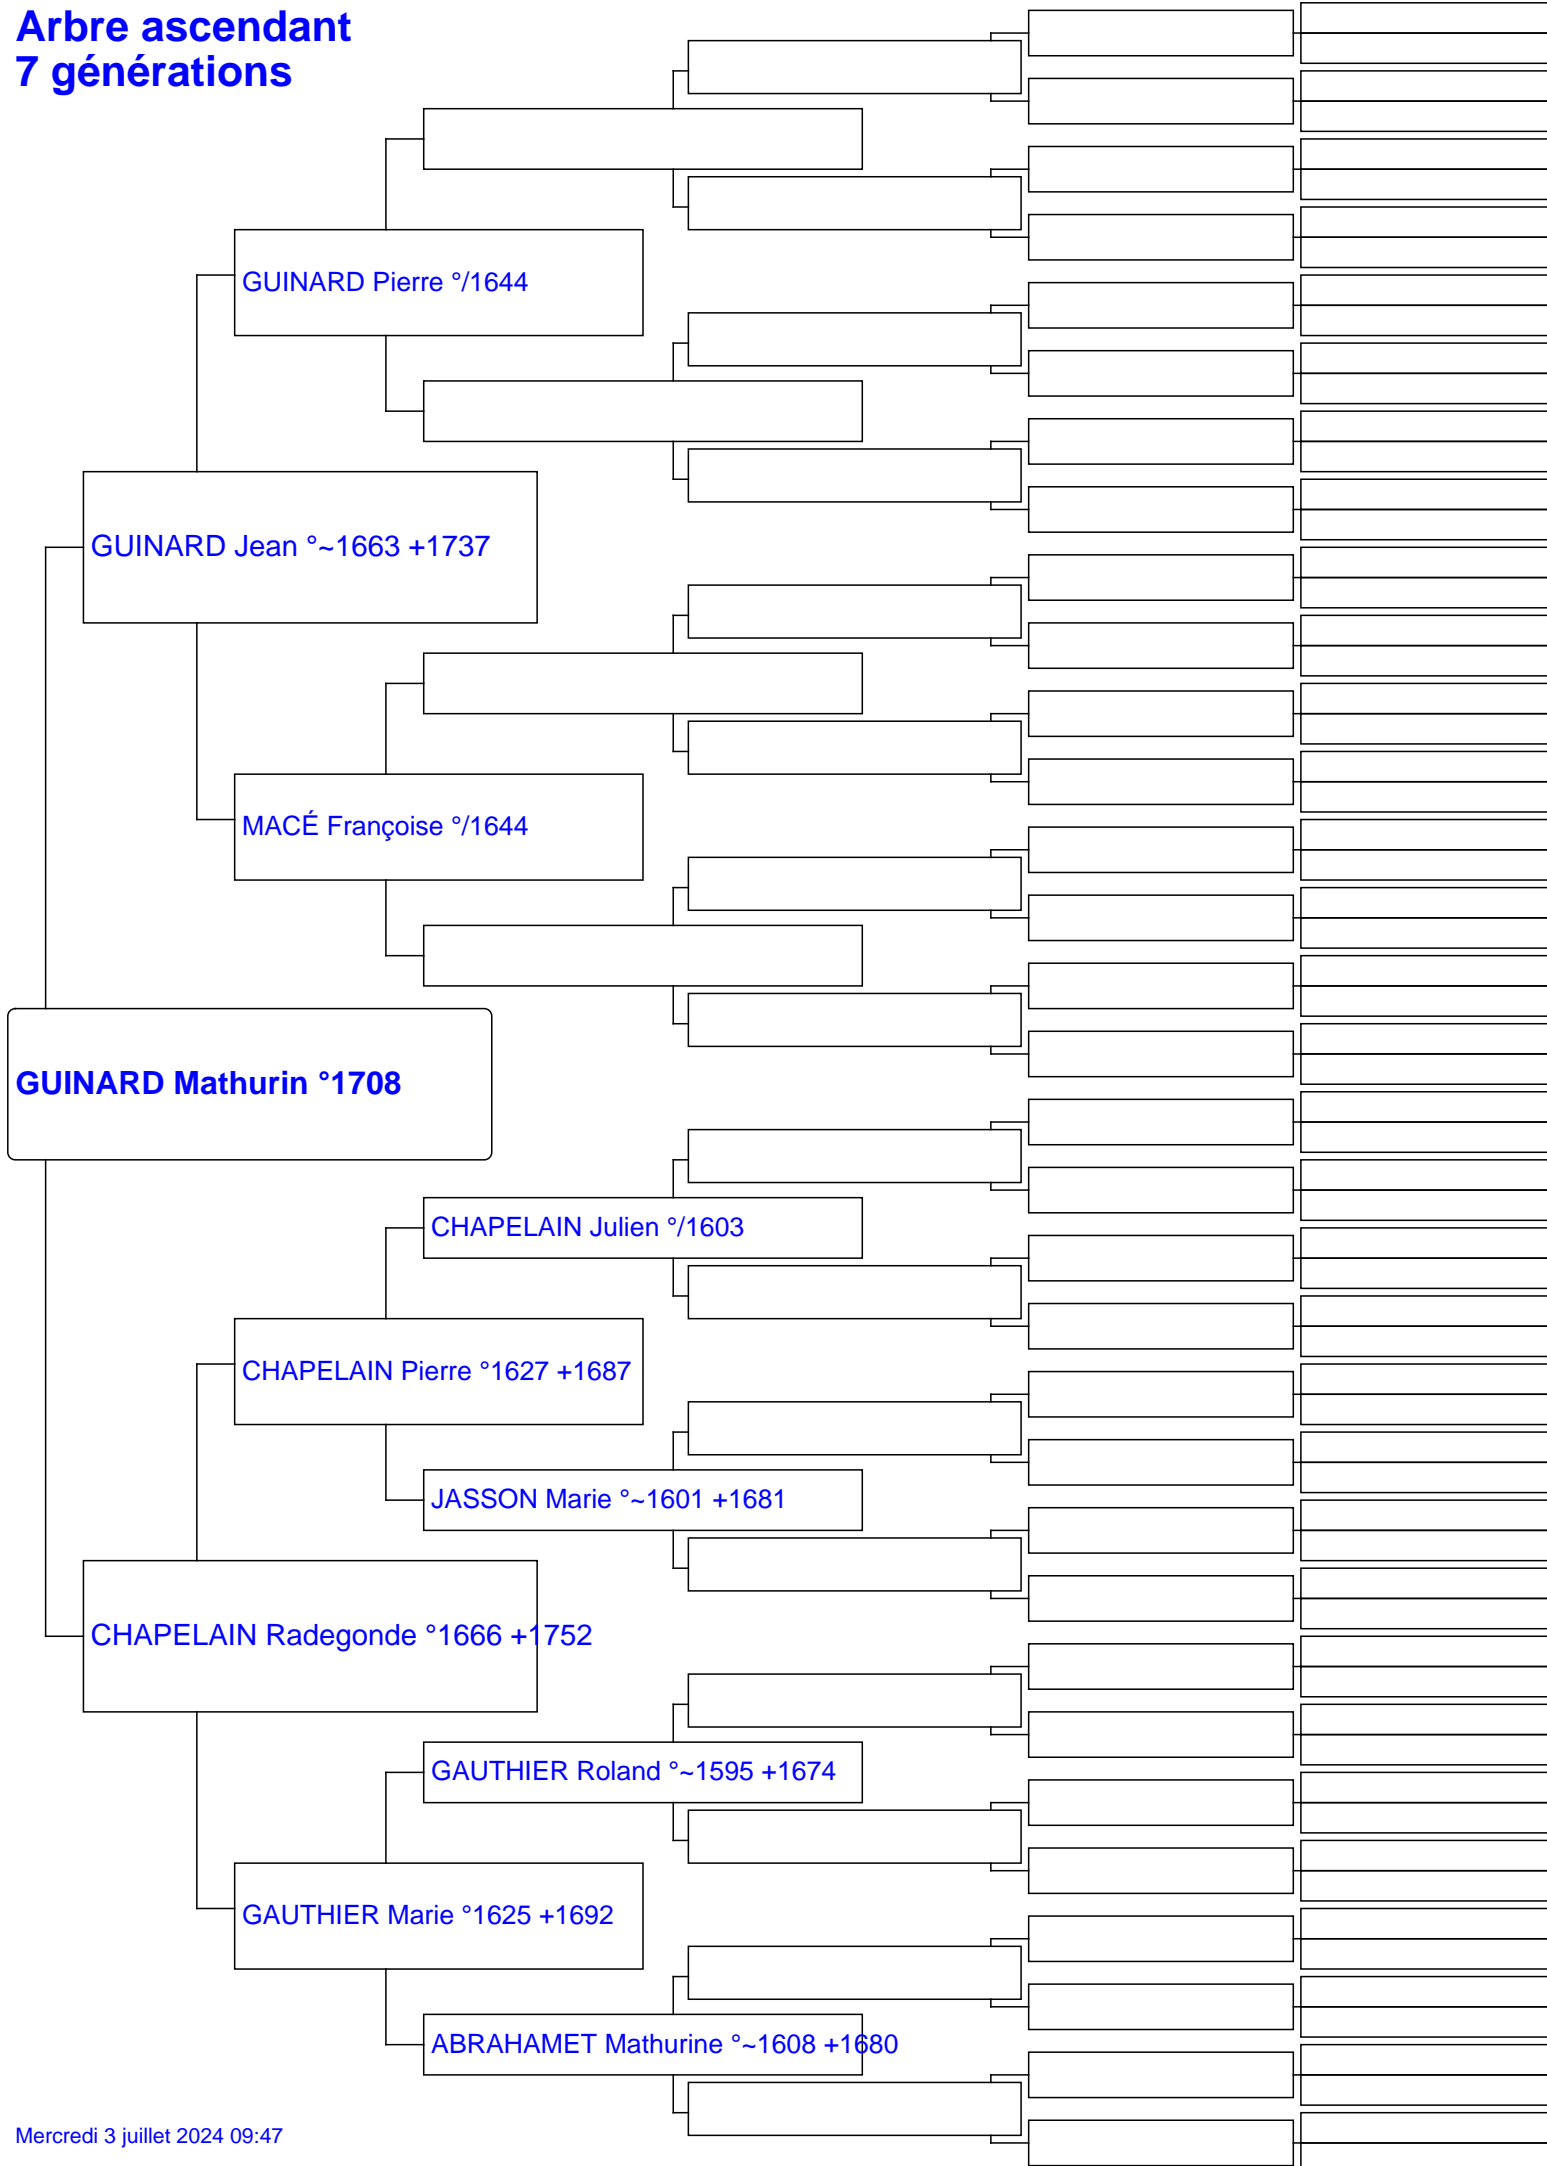 Arbre ascendant
7 générations
GUINARD Pierre °/1644
GUINARD Jean °~1663 +1737
MACÉ Françoise °/1644
GUINARD Mathurin °1708
CHAPELAIN Julien °/1603
CHAPELAIN Pierre °1627 +1687
JASSON Marie °~1601 +1681
CHAPELAIN Radegonde °1666 +1752
GAUTHIER Roland °~1595 +1674
GAUTHIER Marie °1625 +1692
ABRAHAMET Mathurine °~1608 +1680
Mercredi 3 juillet 2024 09:47